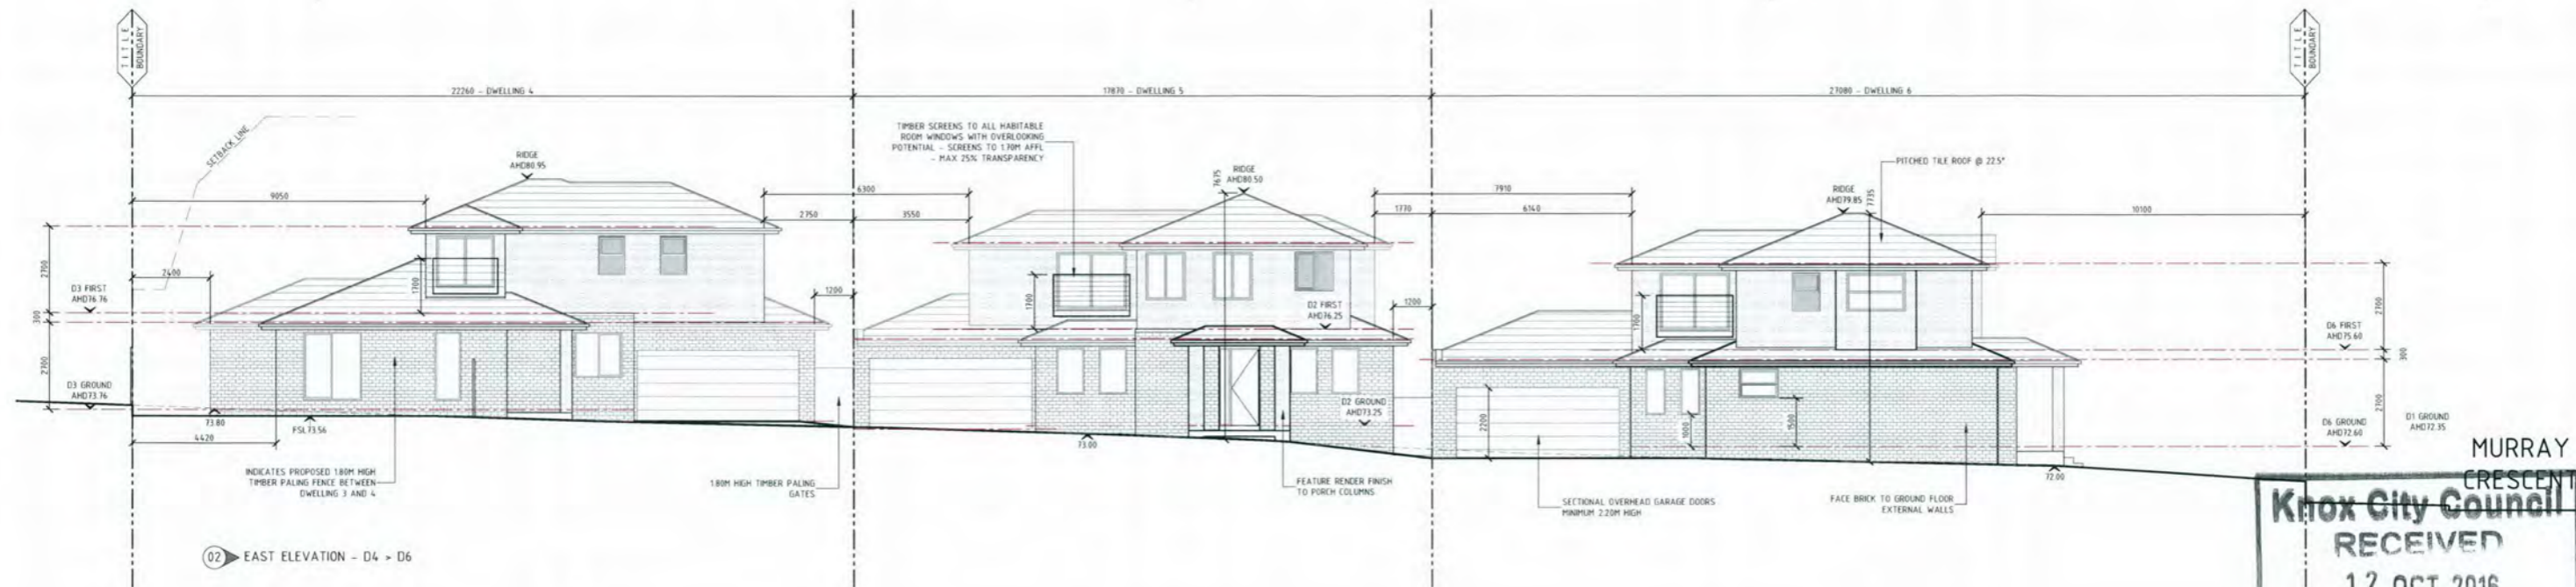 TITLE
BOUNDARY
TITLE
BOUNDARY
22260 - DWELLING 4
17870 - DWELLING 5
27080 - DWELLING 6
SETBACK LINE
TIMBER SCREENS TO ALL HABITABLE
ROOM WINDOWS WITH OVERLOOKING
POTENTIAL - SCREENS TO 1.70M AFFL
- MAX 25% TRANSPARENCY
RIDGE
AHD80.95
RIDGE
AHD80.50
7675
PITCHED TILE ROOF @ 22.5°
RIDGE
AHD79.85
7735
9050
6300
7910
2750
3550
1770
6140
10100
2700
2400
D3 FIRST
AHD76.76
300
2700
D3 GROUND
AHD73.76
1700
1200
1700
D2 FIRST
AHD76.25
1200
1700
2700
D6 FIRST
AHD75.60
300
2700
D2 GROUND
AHD73.25
2200
1000
1500
D6 GROUND
AHD72.60
D1 GROUND
AHD72.35
73.80
FSL73.56
4420
73.00
72.00
MURRAY
CRESCENT
INDICATES PROPOSED 1.80M HIGH
TIMBER PALING FENCE BETWEEN
DWELLING 3 AND 4
1.80M HIGH TIMBER PALING
GATES
FEATURE RENDER FINISH
TO PORCH COLUMNS
SECTIONAL OVERHEAD GARAGE DOORS
MINIMUM 2.20M HIGH
FACE BRICK TO GROUND FLOOR
EXTERNAL WALLS
02 EAST ELEVATION - D4 > D6
Knox City Council
RECEIVED
12 OCT 2016